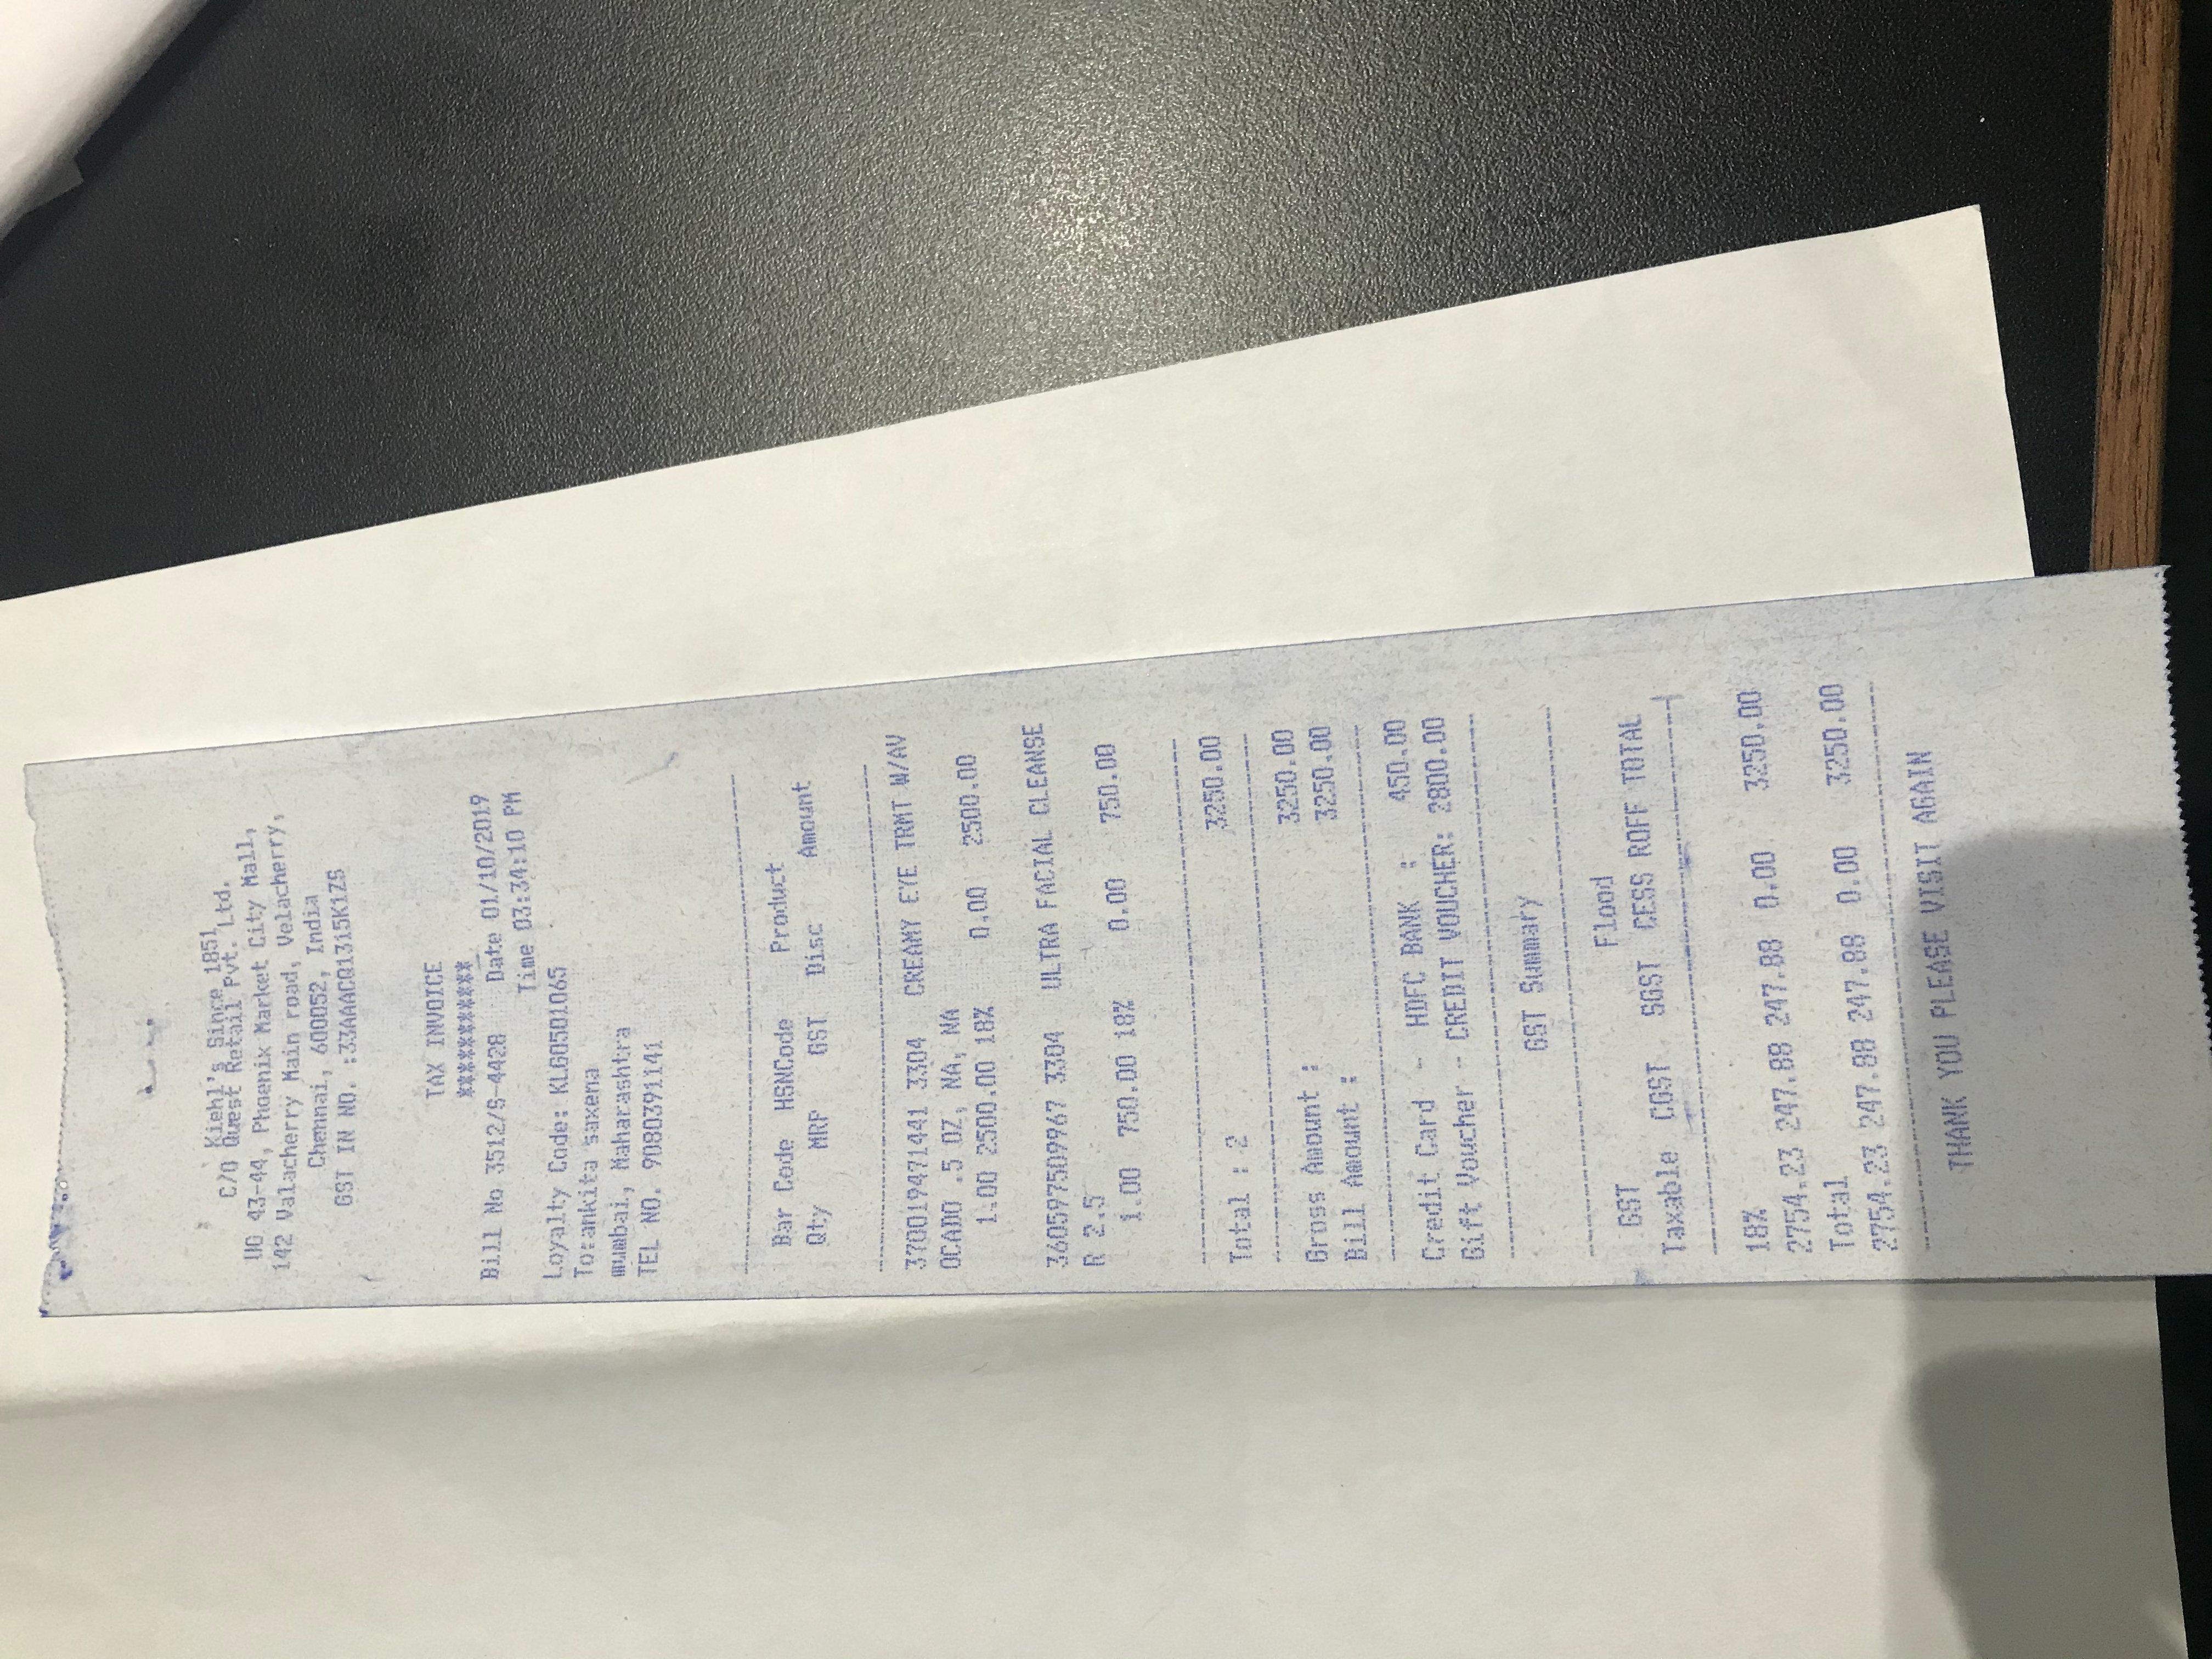 Kiehl's Since 1851
C/O Quest Retail Pvt. Ltd.
UG 43-44, Phoenix Market City Mall,
142 Valacherry Main road, Velacherry,
Chennai, 600052, India
GST IN NO. :33AAACQ1315K1ZS
TAX INVOICE
***********
Bill No 3512/S-4428 Date 01/10/2019
Time 03:34:10 PM
Loyalty Code: KLG0501065
To:ankita saxena
mumbai, Maharashtra
TEL NO. 9080391141
Bar Code HSNCode Product
Qty MRP GST Disc Amount
370019471441 3304 CREAMY EYE TRMT W/AV
OCADO .5 OZ, NA, NA
1.00 2500.00 18% 0.00 2500.00
360597509967 3304 ULTRA FACIAL CLEANSE
R 2.5
1.00 750.00 18% 0.00 750.00
Total : 2 3250.00
Gross Amount : 3250.00
Bill Amount : 3250.00
Credit Card - HDFC BANK : 450.00
Gift Voucher - CREDIT VOUCHER: 2800.00
GST Summary
GST Flood
Taxable CGST SGST CESS ROFF TOTAL
18%
2754.23 247.88 247.88 0.00 3250.00
Total
2754.23 247.88 247.88 0.00 3250.00
THANK YOU PLEASE VISIT AGAIN